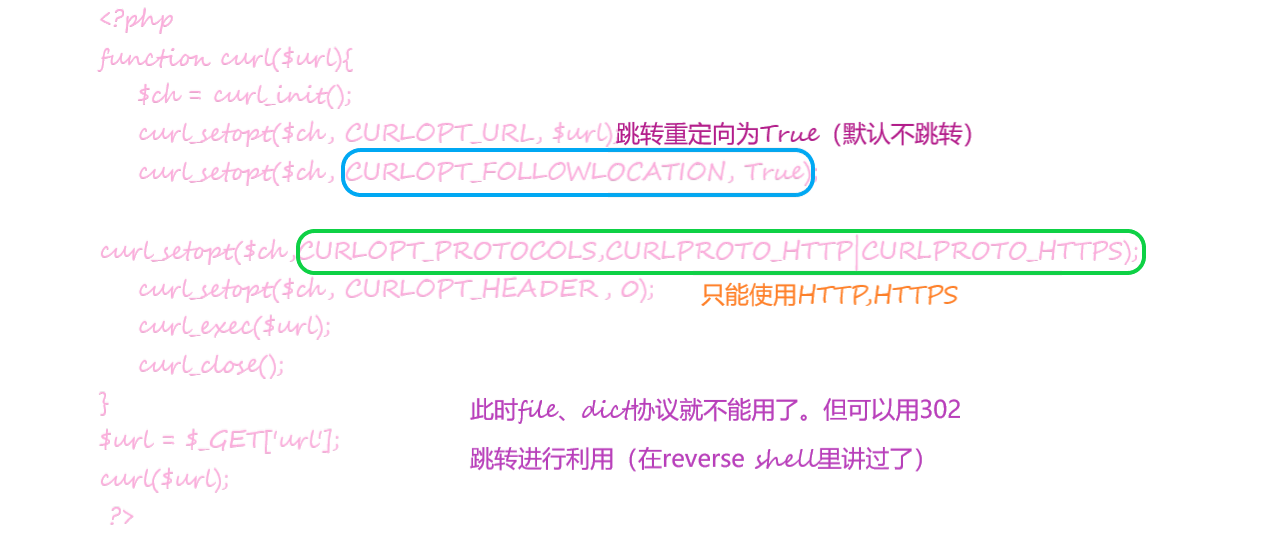 <?php
function curl($url){
$ch = curl_init();
curl_setopt($ch, CURLOPT_URL, $url) 跳转重定向为True（默认不跳转）
curl_setopt($ch, CURLOPT_FOLLOWLOCATION, True);
curl_setopt($ch,CURLOPT_PROTOCOLS,CURLPROTO_HTTP|CURLPROTO_HTTPS);
curl_setopt($ch, CURLOPT_HEADER , 0);
只能使用HTTP,HTTPS
curl_exec($url);
curl_close();
}
$url = $_GET['url'];
curl($url);
?>
此时file、dict协议就不能用了。但可以用302
跳转进行利用（在reverse shell里讲过了）